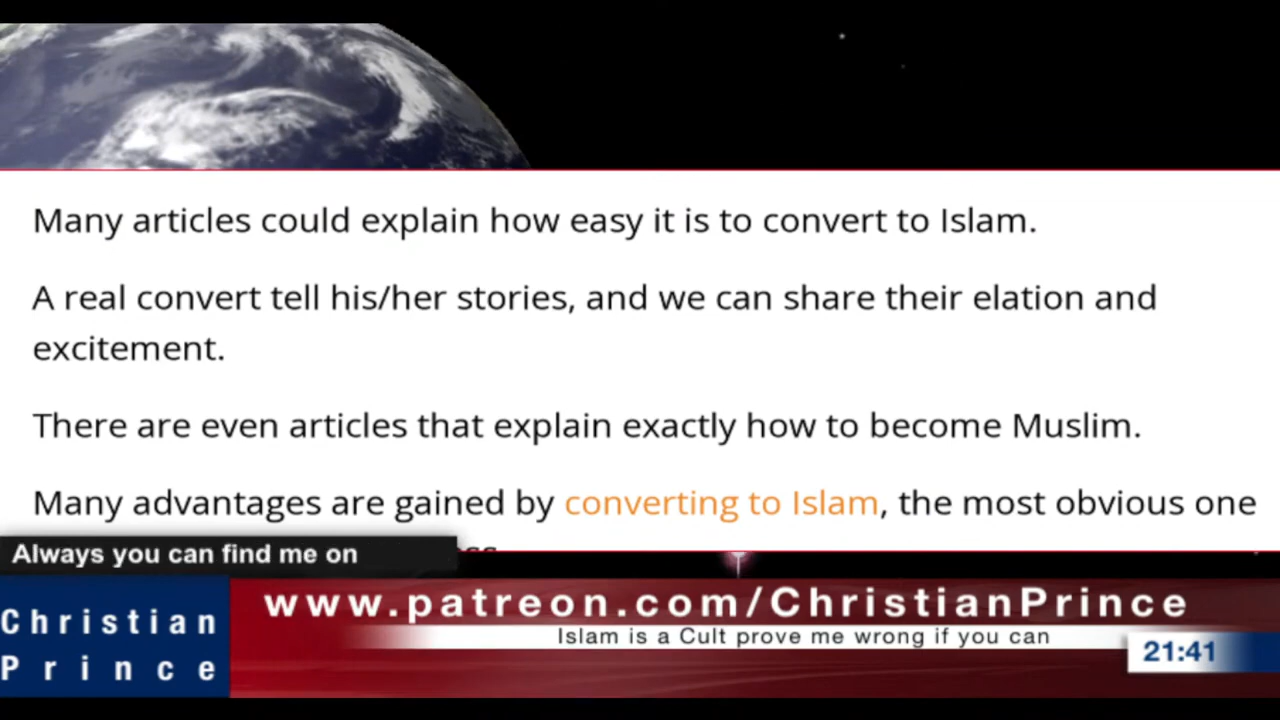 Many articles could explain how easy it is to convert to Islam.
A real convert tell his/her stories, and we can share their elation and
excitement.
There are even articles that explain exactly how to become Muslim.
Many advantages are gained by converting to Islam, the most obvious one
Always you can find me on
www.patreon.com/ChristianPrince
Islam is a Cult prove me wrong if you can
Christian
Prince
21:41